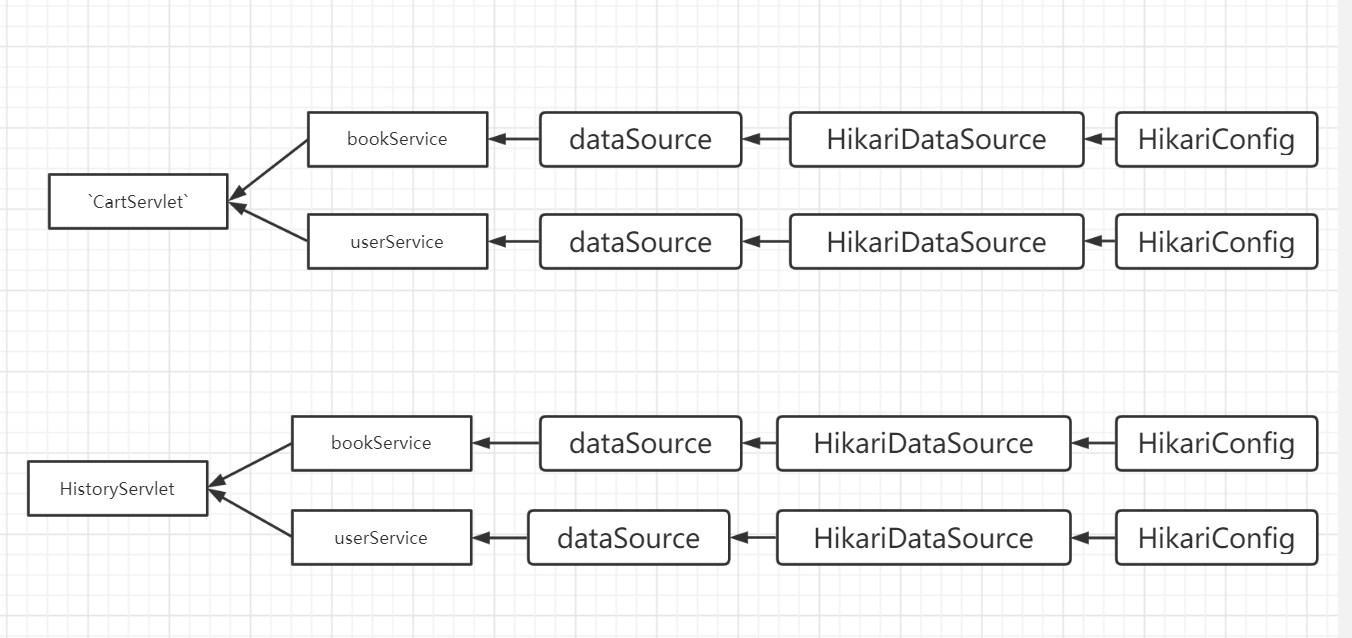 bookService dataSource HikariDataSource HikariConfig
`CartServlet`
userService dataSource HikariDataSource HikariConfig
bookService dataSource HikariDataSource HikariConfig
HistoryServlet
userService dataSource HikariDataSource HikariConfig